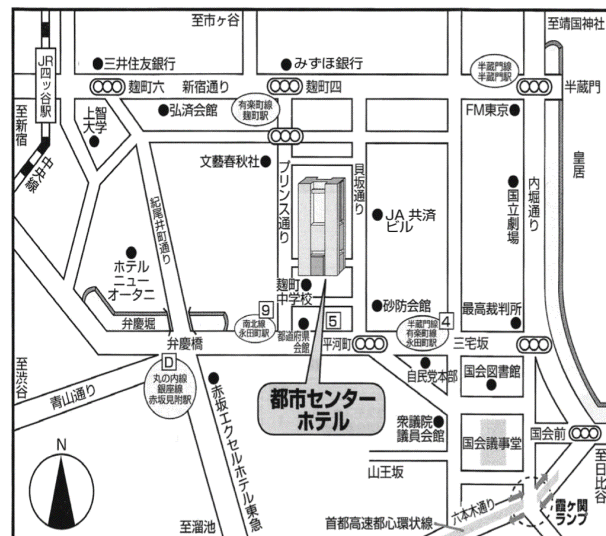 至市ヶ谷
至靖国神社
JR四ッ谷駅
三井住友銀行
みずほ銀行
半蔵門線
半蔵門駅
麹町六
新宿通り
麹町四
半蔵門
至新宿
上智
大学
弘済会館
有楽町線
麹町駅
FM東京
中央線
文藝春秋社
プリンス通り
貝坂通り
皇居
紀尾井町通り
国立劇場
内堀通り
JA 共済
ビル
ホテル
ニュー
オータニ
麹町
中学校
弁慶堀
9
南北線
永田町駅
都道府県
会館
5
砂防会館
半蔵門線
有楽町線
永田町駅
4
最高裁判所
弁慶橋
平河町
三宅坂
至渋谷
D
丸の内線
銀座線
赤坂見附駅
青山通り
自民党本部
国会図書館
都市センター
ホテル
赤坂エクセルホテル東急
衆議院
議員会館
国会議事堂
国会前
至日比谷
N
山王坂
六本木通り
霞ヶ関
ランプ
至溜池
首都高速都心環状線